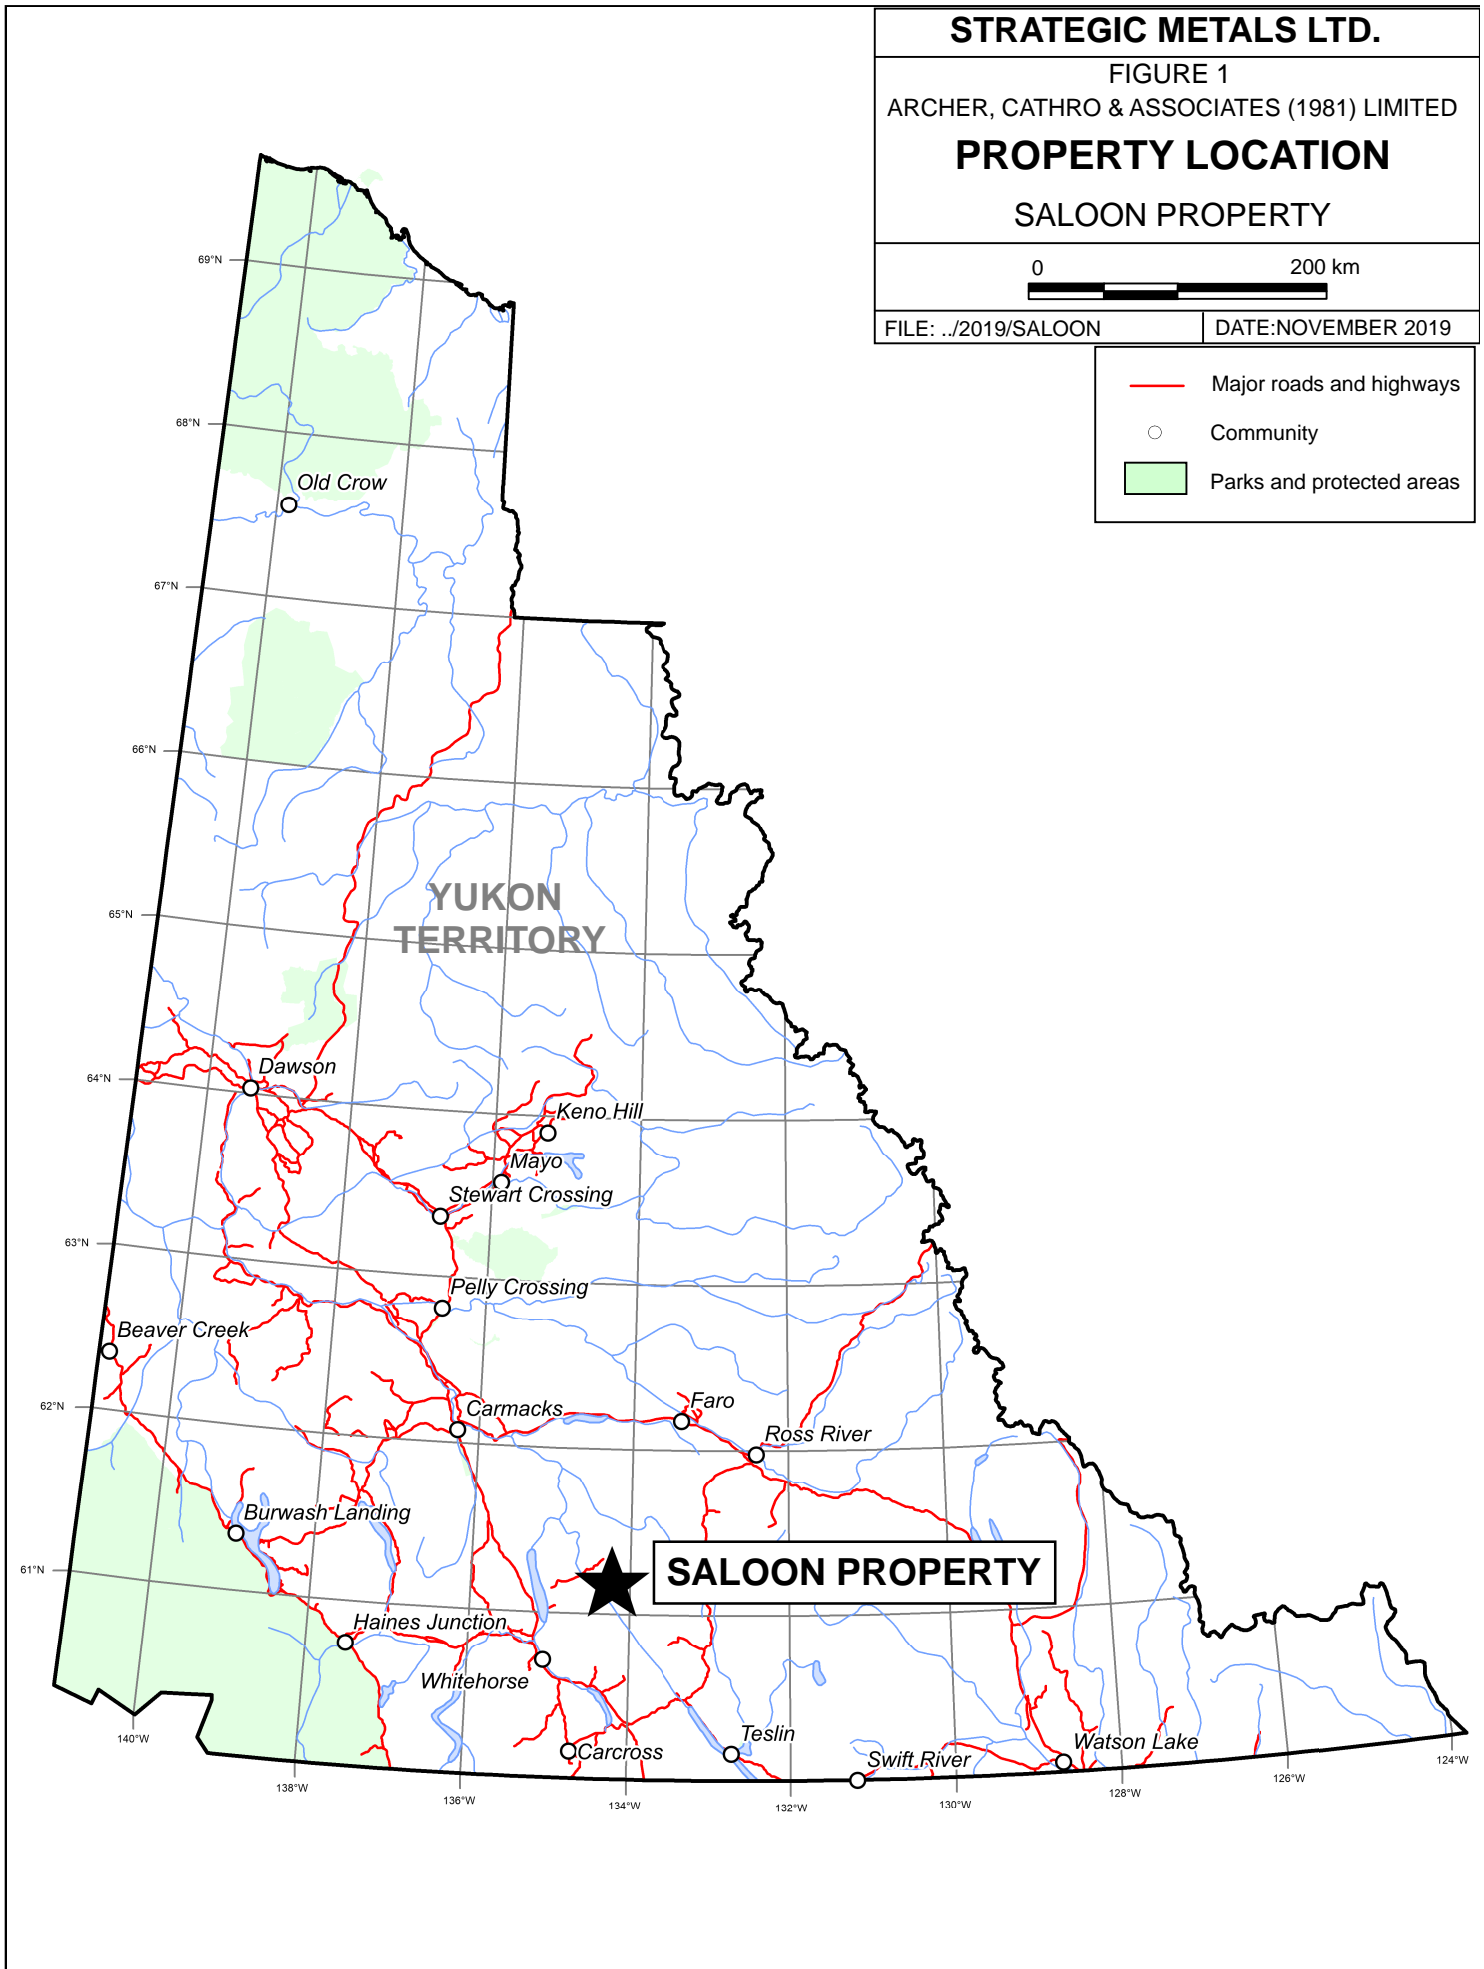 STRATEGIC METALS LTD.
FIGURE 1
ARCHER, CATHRO & ASSOCIATES (1981) LIMITED
PROPERTY LOCATION
SALOON PROPERTY
0 200 km
FILE: ../2019/SALOON DATE:NOVEMBER 2019
Major roads and highways
Community
Parks and protected areas
69°N
68°N
Old Crow
67°N
66°N
65°N
YUKON
TERRITORY
64°N
Dawson
Keno Hill
Mayo
Stewart Crossing
63°N
Pelly Crossing
Beaver Creek
62°N
Carmacks
Faro
Ross River
Burwash Landing
61°N
SALOON PROPERTY
Haines Junction
Whitehorse
Carcross
Teslin
Swift River
Watson Lake
140°W
138°W
136°W
134°W
132°W
130°W
128°W
126°W
124°W